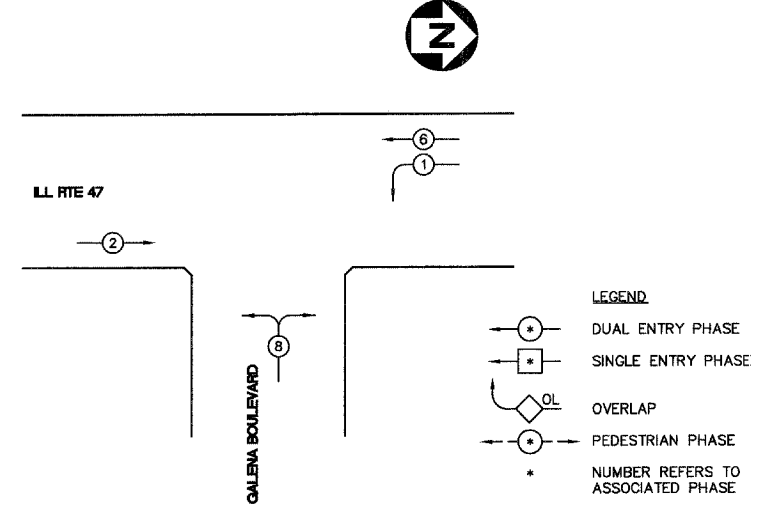 N
6
1
ILL RTE 47
2
8
GALENA BOULEVARD
LEGEND
* DUAL ENTRY PHASE
* SINGLE ENTRY PHASE
OL OVERLAP
* PEDESTRIAN PHASE
* NUMBER REFERS TO
ASSOCIATED PHASE